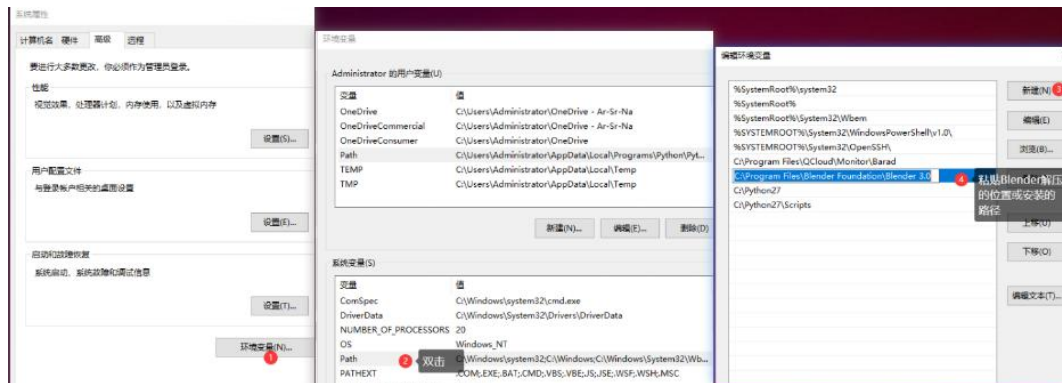 系统属性
计算机名 硬件 高级 远程
要进行大多数更改，你必须作为管理员登录。
性能
视觉效果，处理器计划，内存使用，以及虚拟内存
设置(S)...
用户配置文件
与登录帐户相关的桌面设置
设置(E)...
启动和故障恢复
系统启动、系统故障和调试信息
设置(T)...
环境变量(N)...
1
环境变量
Administrator 的用户变量(U)
变量 值
OneDrive C:\Users\Administrator\OneDrive - Ar-Sr-Na
OneDriveCommercial C:\Users\Administrator\OneDrive - Ar-Sr-Na
OneDriveConsumer C:\Users\Administrator\OneDrive
Path C:\Users\Administrator\AppData\Local\Programs\Python\Pyt...
TEMP C:\Users\Administrator\AppData\Local\Temp
TMP C:\Users\Administrator\AppData\Local\Temp
新建(N)... 编辑(E)... 删除(D)
系统变量(S)
变量 值
ComSpec C:\Windows\system32\cmd.exe
DriverData C:\Windows\System32\Drivers\DriverData
NUMBER_OF_PROCESSORS 20
OS Windows_NT
Path 2 双击 C:\Windows\system32;C:\Windows;C:\Windows\System32\Wb...
PATHEXT .COM;.EXE;.BAT;.CMD;.VBS;.VBE;.JS;.JSE;.WSF;.WSH;.MSC
编辑环境变量
%SystemRoot%\system32
%SystemRoot%
%SystemRoot%\System32\Wbem
%SYSTEMROOT%\System32\WindowsPowerShell\v1.0\
%SYSTEMROOT%\System32\OpenSSH\
C:\Program Files\QCloud\Monitor\Barad
C:\Program Files\Blender Foundation\Blender 3.0
C:\Python27
C:\Python27\Scripts
新建(N) 3
编辑(E)
浏览(B)...
4 粘贴Blender解压
的位置或安装的
路径
上移(U)
下移(O)
编辑文本(T)...